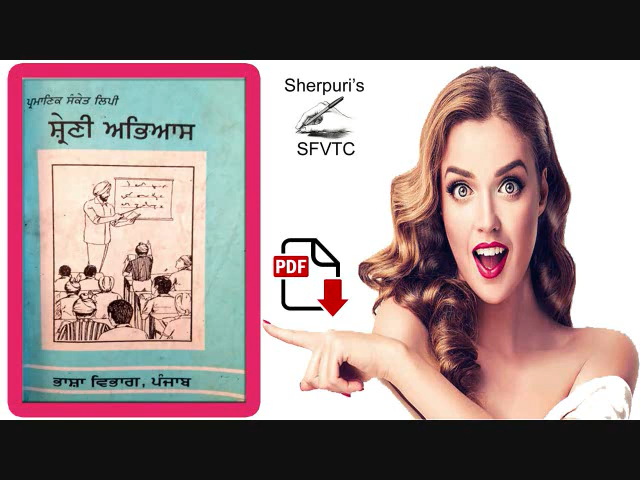 ਪ੍ਰਮਾਣਿਕ ਸੰਕੇਤ ਲਿਪੀ
ਸ਼੍ਰੇਣੀ ਅਭਿਆਸ
ਭਾਸ਼ਾ ਵਿਭਾਗ, ਪੰਜਾਬ
Sherpuri's
SFVTC
PDF